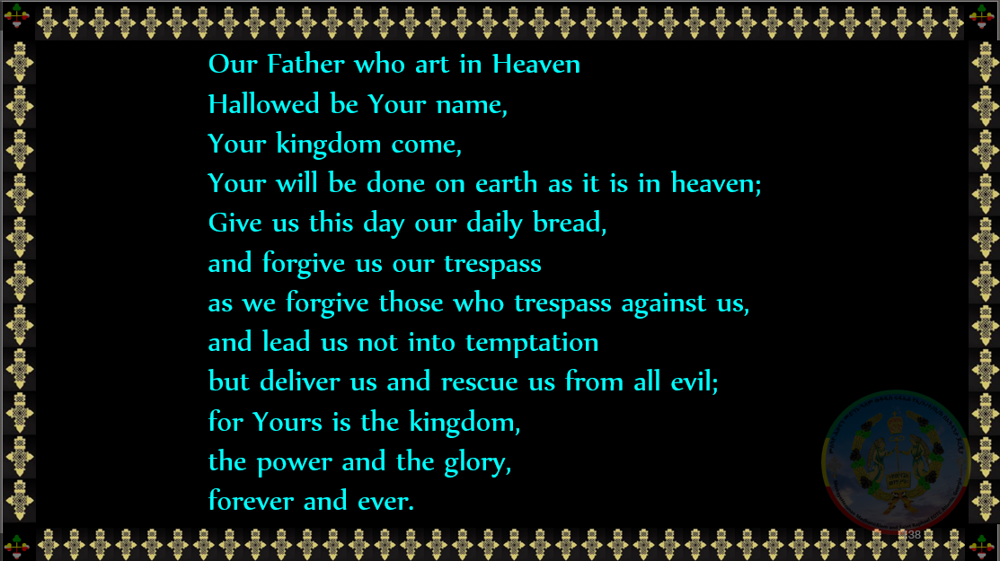 Our Father who art in Heaven
Hallowed be Your name,
Your kingdom come,
Your will be done on earth as it is in heaven;
Give us this day our daily bread,
and forgive us our trespass
as we forgive those who trespass against us,
and lead us not into temptation
but deliver us and rescue us from all evil;
for Yours is the kingdom,
the power and the glory,
forever and ever.
38